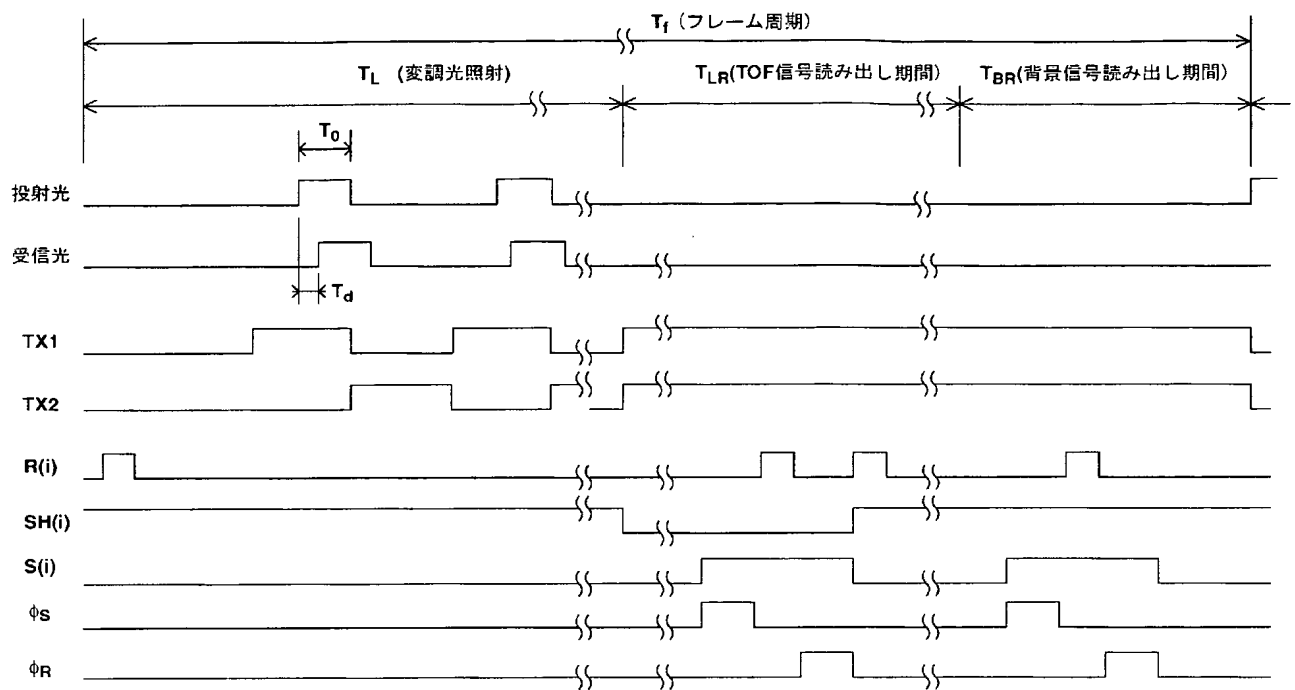 Tf (フレーム周期)
TL (変調光照射)
TLR(TOF信号読み出し期間)
TBR(背景信号読み出し期間)
T0
投射光
受信光
Td
TX1
TX2
R(i)
SH(i)
S(i)
φS
φR